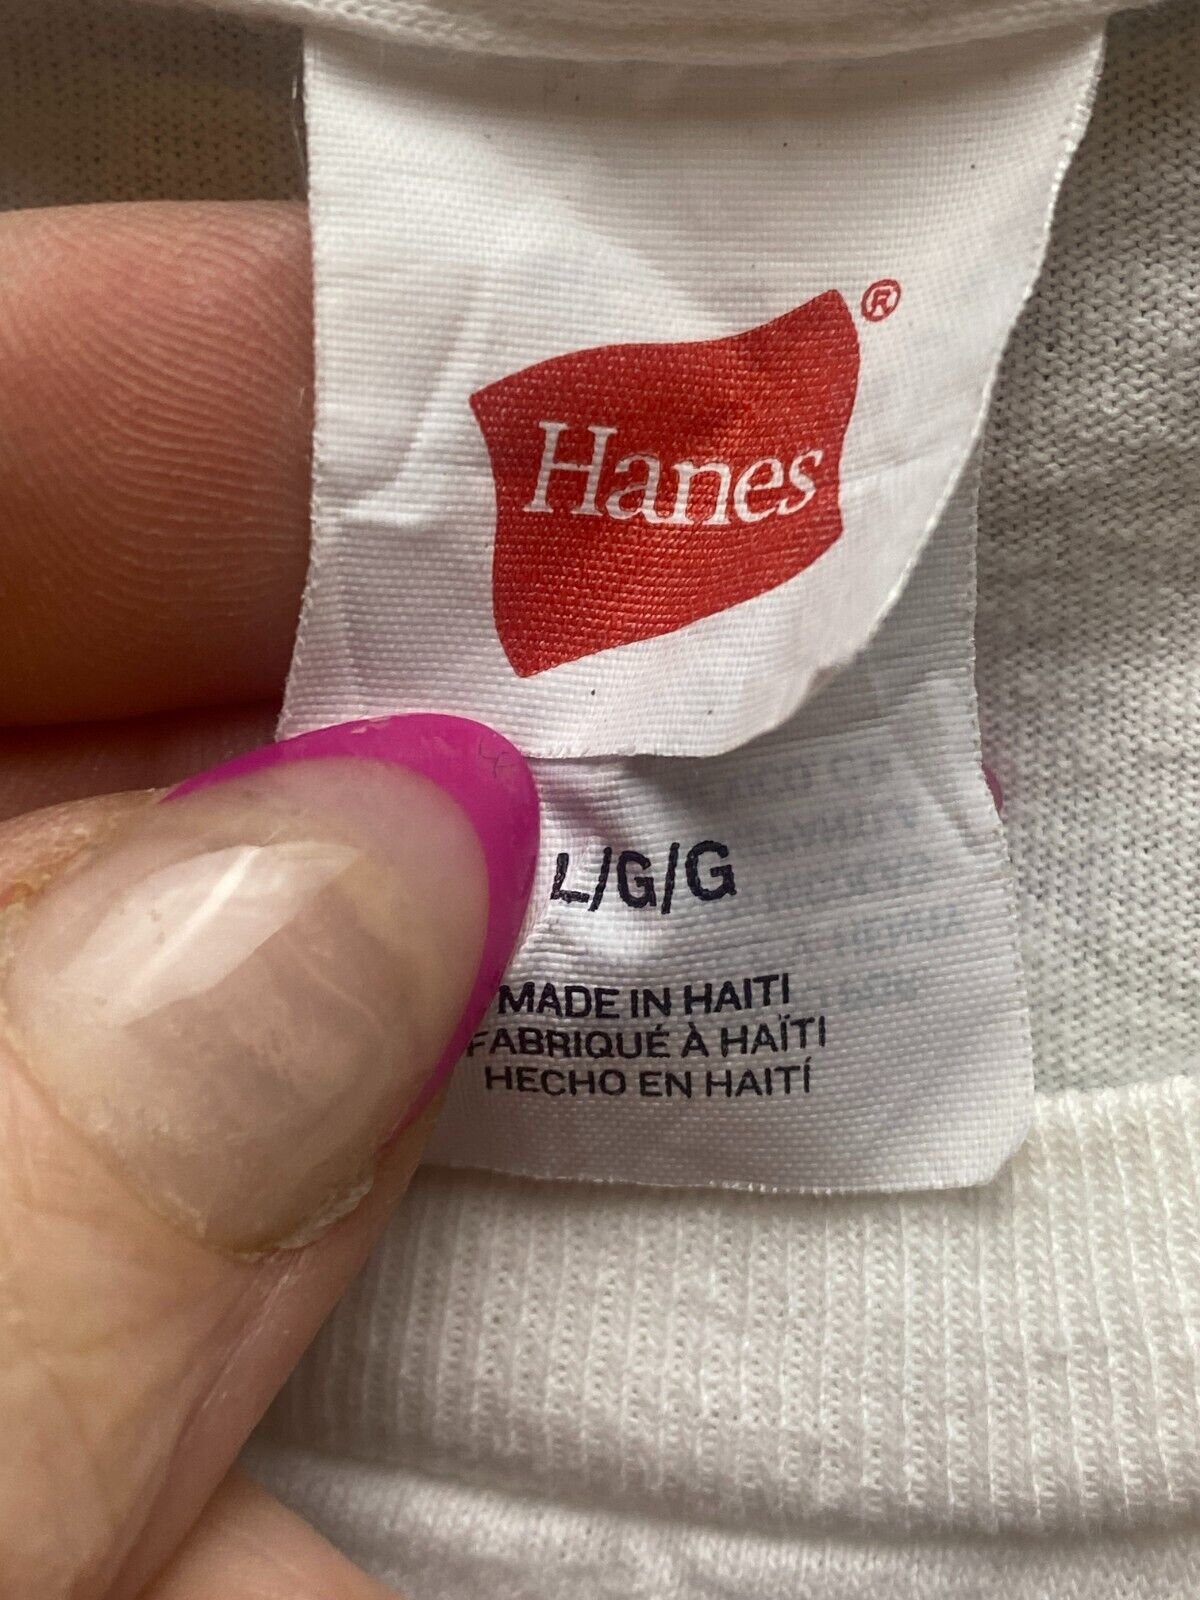 Hanes®
L/G/G
MADE IN HAITI
FABRIQUÉ À HAÏTI
HECHO EN HAITÍ